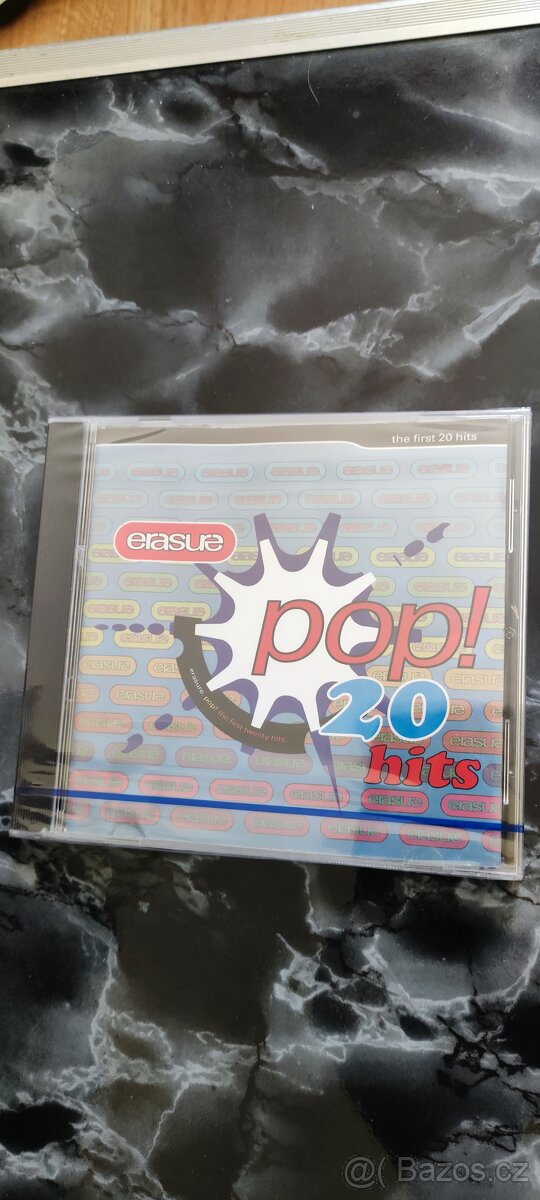 the first 20 hits
erasure
pop!
20
hits
erasure. pop! the first twenty hits.
@( Bazos.cz